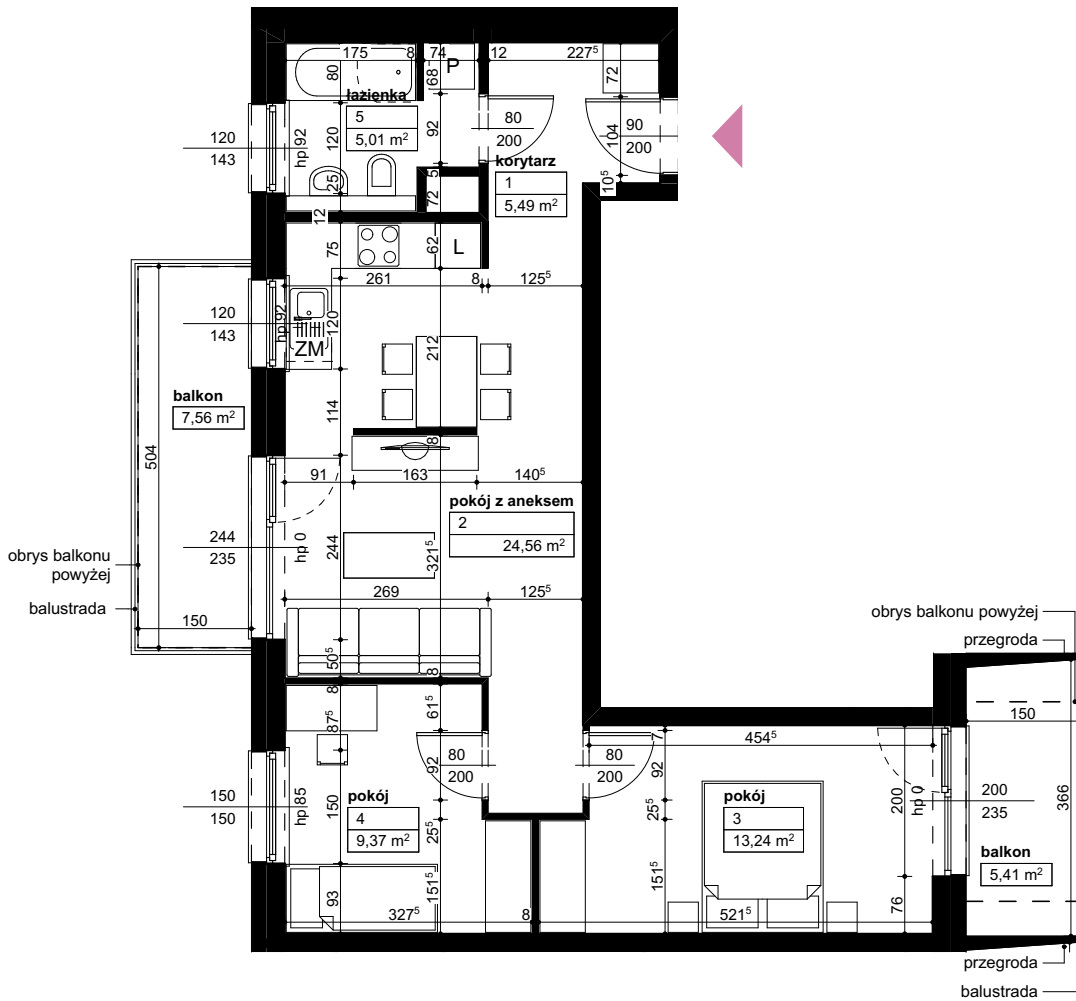 175
8
74
12
227⁵
80
68
P
72
łazienka
5
5,01 m²
120
143
hp 92
120
92
80
200
104
90
200
korytarz
1
5,49 m²
25
5
72
10⁵
12
75
62
L
261
8
125⁵
120
143
hp 92
120
ZM
212
balkon
7,56 m²
504
114
8
91
163
140⁵
pokój z aneksem
2
24,56 m²
244
235
hp 0
244
321⁵
obrys balkonu
powyżej
balustrada
150
269
125⁵
50⁵
8
obrys balkonu powyżej
przegroda
8
87⁵
61⁵
150
80
200
92
80
200
7
92
454⁵
150
150
hp 85
150
pokój
4
9,37 m²
25⁵
25⁵
pokój
3
13,24 m²
200
hp 0
200
235
366
balkon
5,41 m²
93
151⁵
151⁵
76
327⁵
8
521⁵
przegroda
balustrada